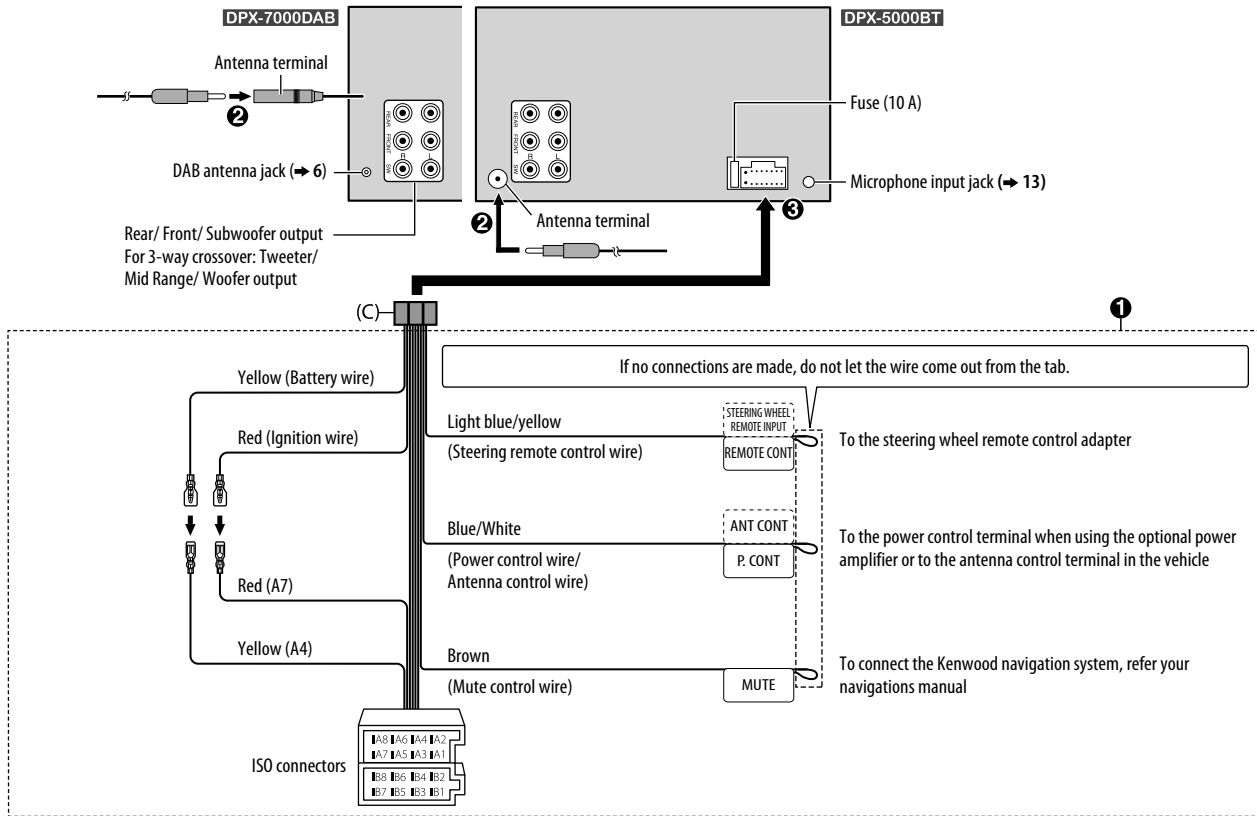 DPX-7000DAB
DPX-5000BT
Antenna terminal
❷
REAR
FRONT
SW
R
L
DAB antenna jack (➜ 6)
Rear/ Front/ Subwoofer output
For 3-way crossover: Tweeter/
Mid Range/ Woofer output
REAR
FRONT
SW
R
L
Fuse (10 A)
Microphone input jack (➜ 13)
❸
❷
Antenna terminal
(C)
❶
If no connections are made, do not let the wire come out from the tab.
Yellow (Battery wire)
Red (Ignition wire)
Light blue/yellow
(Steering remote control wire)
STEERING WHEEL
REMOTE INPUT
REMOTE CONT
To the steering wheel remote control adapter
Blue/White
(Power control wire/
Antenna control wire)
ANT CONT
P. CONT
To the power control terminal when using the optional power
amplifier or to the antenna control terminal in the vehicle
Red (A7)
Yellow (A4)
Brown
(Mute control wire)
MUTE
To connect the Kenwood navigation system, refer your
navigations manual
ISO connectors
A8 A6 A4 A2
A7 A5 A3 A1
B8 B6 B4 B2
B7 B5 B3 B1